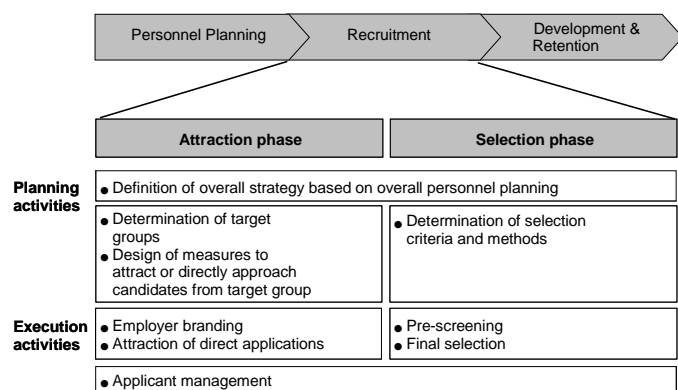 Personnel Planning
Recruitment
Development &
Retention
Attraction phase
Selection phase
Planning
activities
● Definition of overall strategy based on overall personnel planning
● Determination of target
groups
● Design of measures to
attract or directly approach
candidates from target group
● Determination of selection
criteria and methods
Execution
activities
● Employer branding
● Attraction of direct applications
● Pre-screening
● Final selection
● Applicant management